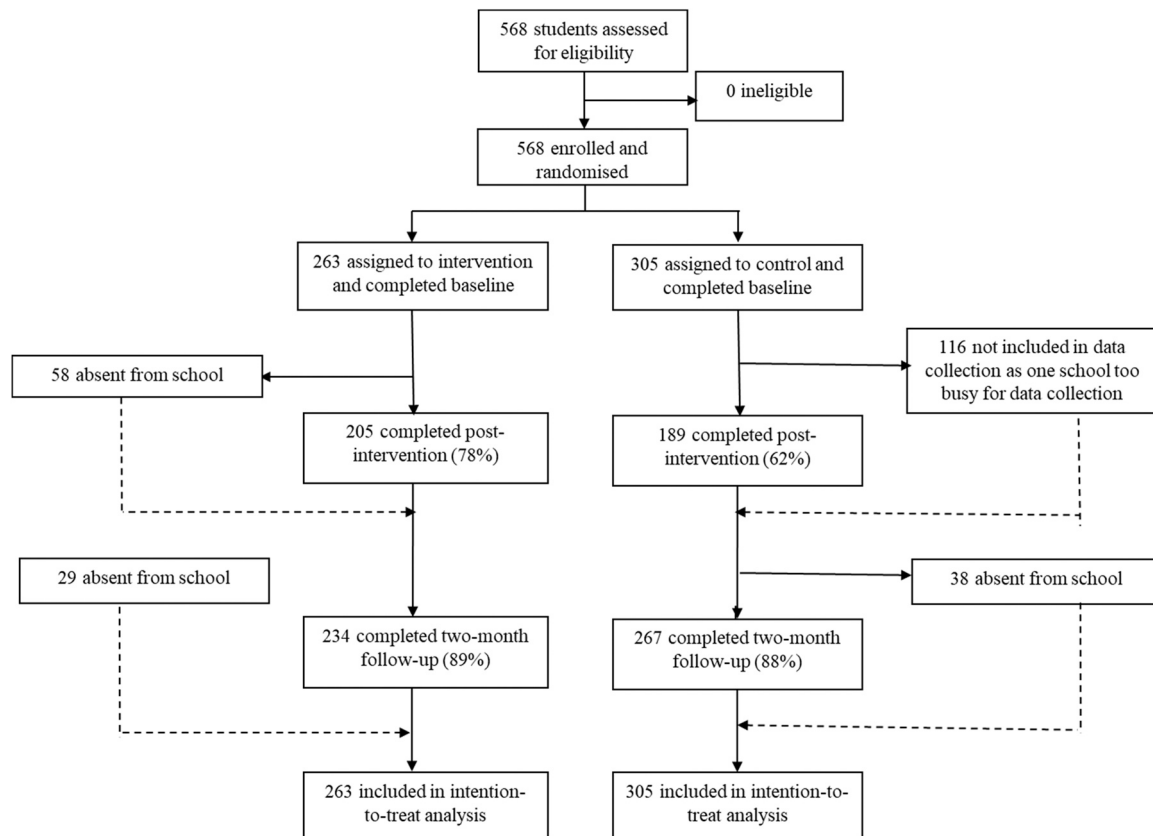 568 students assessed
for eligibility
0 ineligible
568 enrolled and
randomised
263 assigned to intervention
and completed baseline
305 assigned to control and
completed baseline
58 absent from school
116 not included in data
collection as one school too
busy for data collection
205 completed post-
intervention (78%)
189 completed post-
intervention (62%)
29 absent from school
38 absent from school
234 completed two-month
follow-up (89%)
267 completed two-month
follow-up (88%)
263 included in intention-
to-treat analysis
305 included in intention-to-
treat analysis